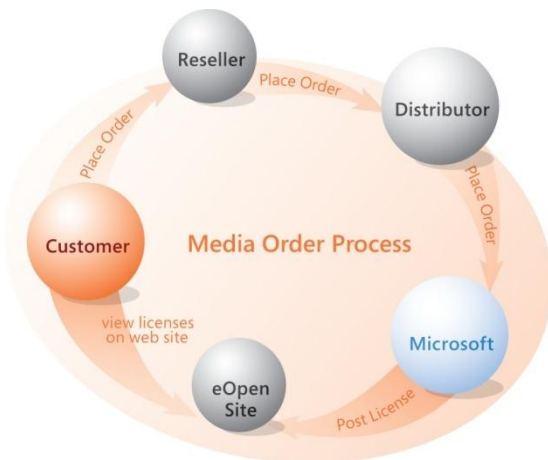 Reseller
Place Order
Distributor
Place Order
Place Order
Customer
Media Order Process
view licenses
on web site
Microsoft
eOpen
Site
Post License